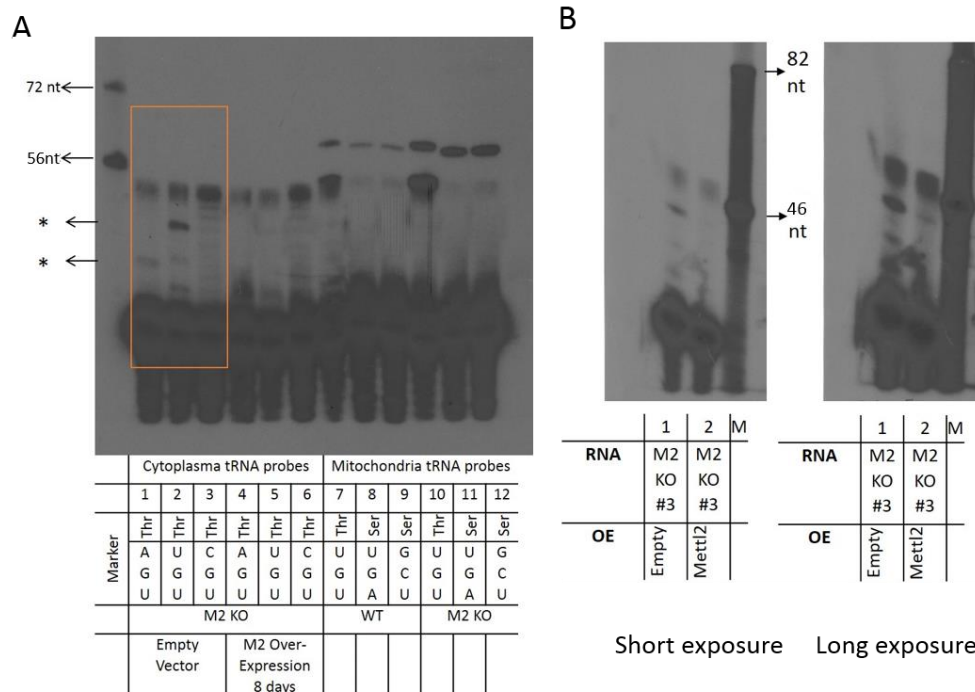 A
72 nt
56nt
*
*
Cytoplasma tRNA probes Mitochondria tRNA probes
1 2 3 4 5 6 7 8 9 10 11 12
Marker Thr Thr Thr Thr Thr Thr Thr Ser Ser Thr Ser Ser
A U C A U C U U G U U G
G G G G G G G G C G G C
U U U U U U U A U U A U
M2 KO WT M2 KO
Empty M2 Over-
Vector Expression
8 days
B
82
nt
46
nt
1 2 M
RNA M2 M2
KO KO
#3 #3
OE Empty Mettl2
Short exposure
1 2 M
RNA M2 M2
KO KO
#3 #3
OE Empty Mettl2
Long exposure